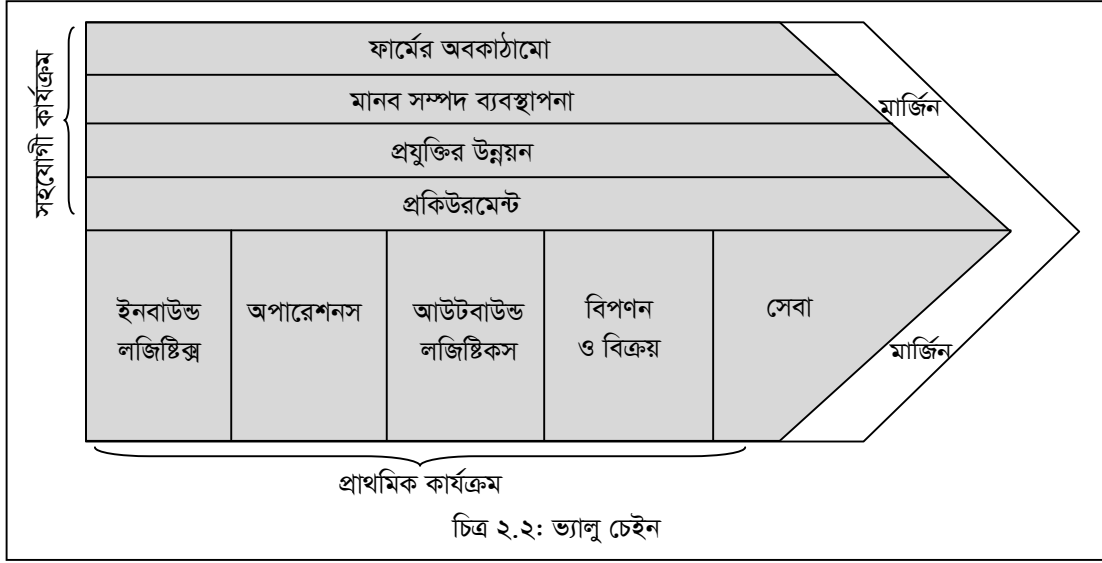 সহযোগী কার্যক্রম
ফার্মের অবকাঠামো
মানব সম্পদ ব্যবস্থাপনা
প্রযুক্তির উন্নয়ন
প্রকিউরমেন্ট
মার্জিন
ইনবাউন্ড
লজিষ্টিক্স
অপারেশনস
আউটবাউন্ড
লজিষ্টিকস
বিপণন
ও বিক্রয়
সেবা
মার্জিন
প্রাথমিক কার্যক্রম
চিত্র ২.২: ভ্যালু চেইন